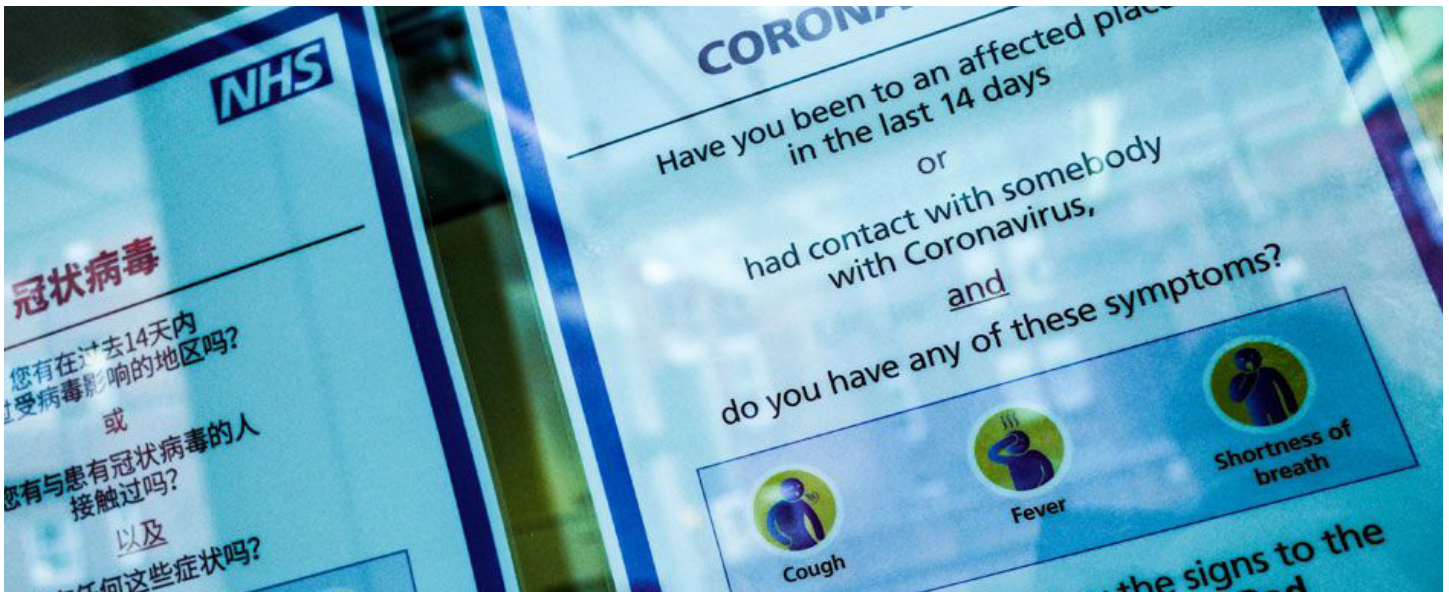 NHS
冠状病毒
您有在过去14天内
过受病毒影响的地区吗?
或
您有与患有冠状病毒的人
接触过吗?
以及
任何这些症状吗?
Have you been to an affected place
in the last 14 days
or
had contact with somebody
with Coronavirus,
and
do you have any of these symptoms?
Cough
Fever
Shortness of
breath
the signs to the